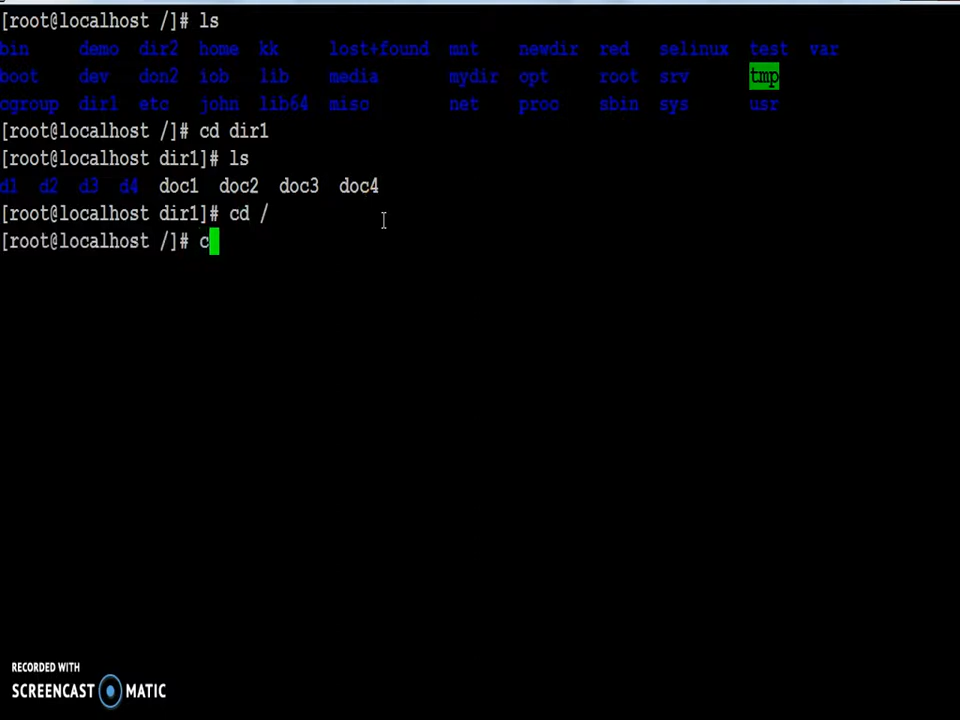 [root@localhost /]# ls
bin demo dir2 home kk lost+found mnt newdir red selinux test var
boot dev don2 iob lib media mydir opt root srv tmp
cgroup dir1 etc john lib64 misc net proc sbin sys usr
[root@localhost /]# cd dir1
[root@localhost dir1]# ls
d1 d2 d3 d4 doc1 doc2 doc3 doc4
[root@localhost dir1]# cd /
[root@localhost /]# c
RECORDED WITH
SCREENCAST MATIC